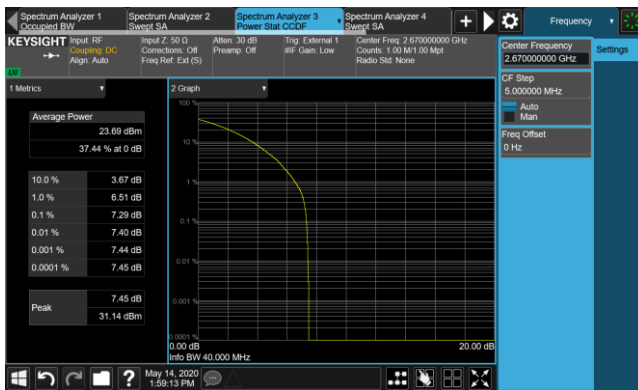 Spectrum Analyzer 1
Occupied BW
Spectrum Analyzer 2
Swept SA
Spectrum Analyzer 3
Power Stat CCDF
Spectrum Analyzer 4
Swept SA
Frequency
KEYSIGHT
Input: RF
Coupling: DC
Align: Auto
Input Z: 50 Ω
Corrections: Off
Freq Ref: Ext (S)
Atten: 30 dB
Preamp: Off
Trig: External 1
#IF Gain: Low
Center Freq: 2.670000000 GHz
Counts: 1.00 M/1.00 Mpt
Radio Std: None
Center Frequency
2.670000000 GHz
Settings
CF Step
5.000000 MHz
Auto
Man
Freq Offset
0 Hz
1 Metrics
Average Power
23.69 dBm
37.44 % at 0 dB
10.0 % 3.67 dB
1.0 % 6.51 dB
0.1 % 7.29 dB
0.01 % 7.40 dB
0.001 % 7.44 dB
0.0001 % 7.45 dB
Peak
7.45 dB
31.14 dBm
2 Graph
100 %
10 %
1 %
0.1 %
0.01 %
0.001 %
0.0001 %
0.00 dB
20.00 dB
Info BW 40.000 MHz
?
May 14, 2020
1:59:13 PM